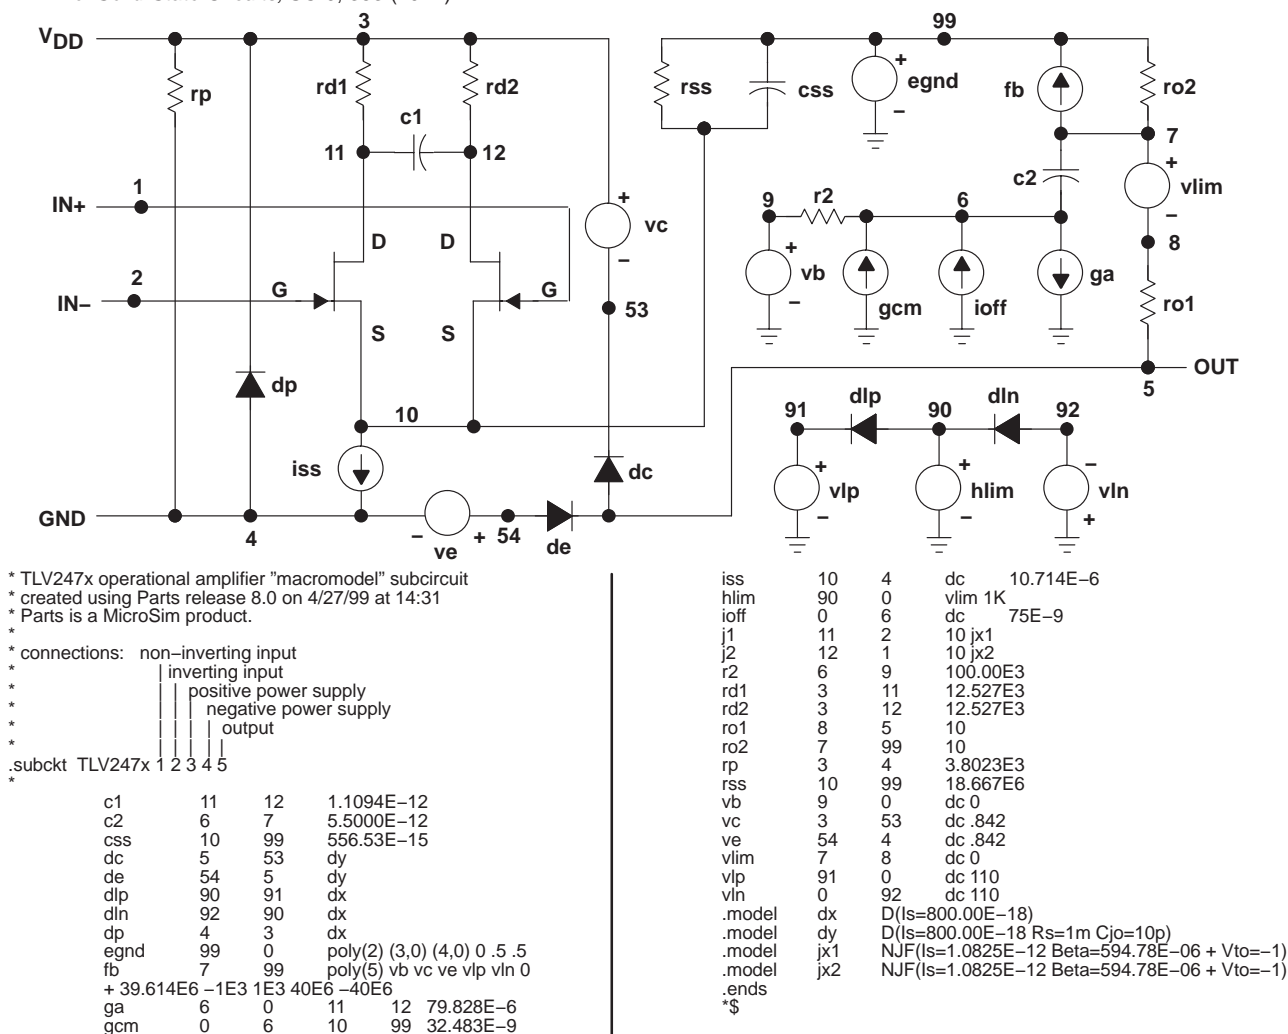 3
99
VDD
rp
rd1
rd2
rss
css
egnd
+
−
fb
ro2
c1
11
12
7
c2
+
vlim
−
1
IN+
9
r2
6
8
+
vc
−
D
D
+
vb
−
gcm
ioff
ga
2
IN−
G
G
ro1
53
S
S
OUT
5
dp
10
91
dlp
90
dln
92
iss
dc
+
vlp
−
+
hlim
−
−
vln
+
GND
4
−
ve
+
54
de
* TLV247x operational amplifier ”macromodel” subcircuit
* created using Parts release 8.0 on 4/27/99 at 14:31
* Parts is a MicroSim product.
*
* connections: non−inverting input
* | inverting input
* | | positive power supply
* | | | negative power supply
* | | | | output
* | | | | |
.subckt TLV247x 1 2 3 4 5
*
c1 11 12 1.1094E−12
c2 6 7 5.5000E−12
css 10 99 556.53E−15
dc 5 53 dy
de 54 5 dy
dlp 90 91 dx
dln 92 90 dx
dp 4 3 dx
egnd 99 0 poly(2) (3,0) (4,0) 0 .5 .5
fb 7 99 poly(5) vb vc ve vlp vln 0
+ 39.614E6 −1E3 1E3 40E6 −40E6
ga 6 0 11 12 79.828E−6
gcm 0 6 10 99 32.483E−9
iss 10 4 dc 10.714E−6
hlim 90 0 vlim 1K
ioff 0 6 dc 75E−9
j1 11 2 10 jx1
j2 12 1 10 jx2
r2 6 9 100.00E3
rd1 3 11 12.527E3
rd2 3 12 12.527E3
ro1 8 5 10
ro2 7 99 10
rp 3 4 3.8023E3
rss 10 99 18.667E6
vb 9 0 dc 0
vc 3 53 dc .842
ve 54 4 dc .842
vlim 7 8 dc 0
vlp 91 0 dc 110
vln 0 92 dc 110
.model dx D(Is=800.00E−18)
.model dy D(Is=800.00E−18 Rs=1m Cjo=10p)
.model jx1 NJF(Is=1.0825E−12 Beta=594.78E−06 + Vto=−1)
.model jx2 NJF(Is=1.0825E−12 Beta=594.78E−06 + Vto=−1)
.ends
*$